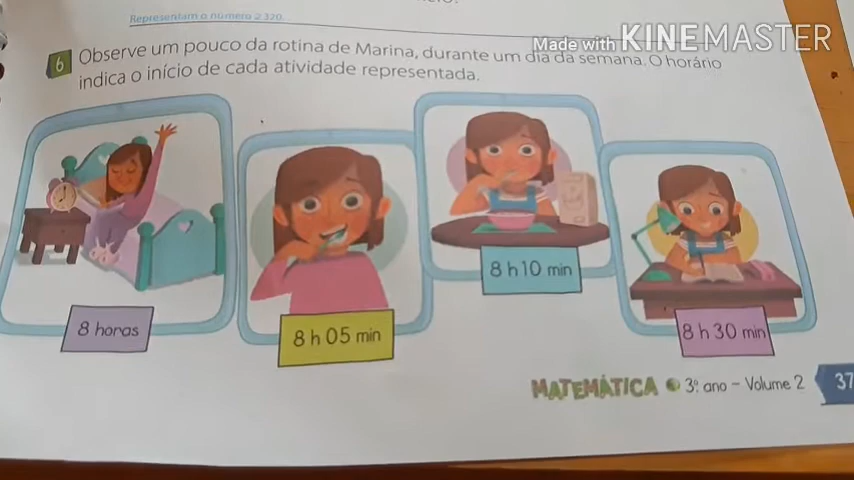 Representam o número 2 320.
Made with KINEMASTER
6 Observe um pouco da rotina de Marina, durante um dia da semana. O horário
indica o início de cada atividade representada.
8 horas
8 h 05 min
8 h 10 min
8 h 30 min
MATEMÁTICA 3º. ano – Volume 2 37